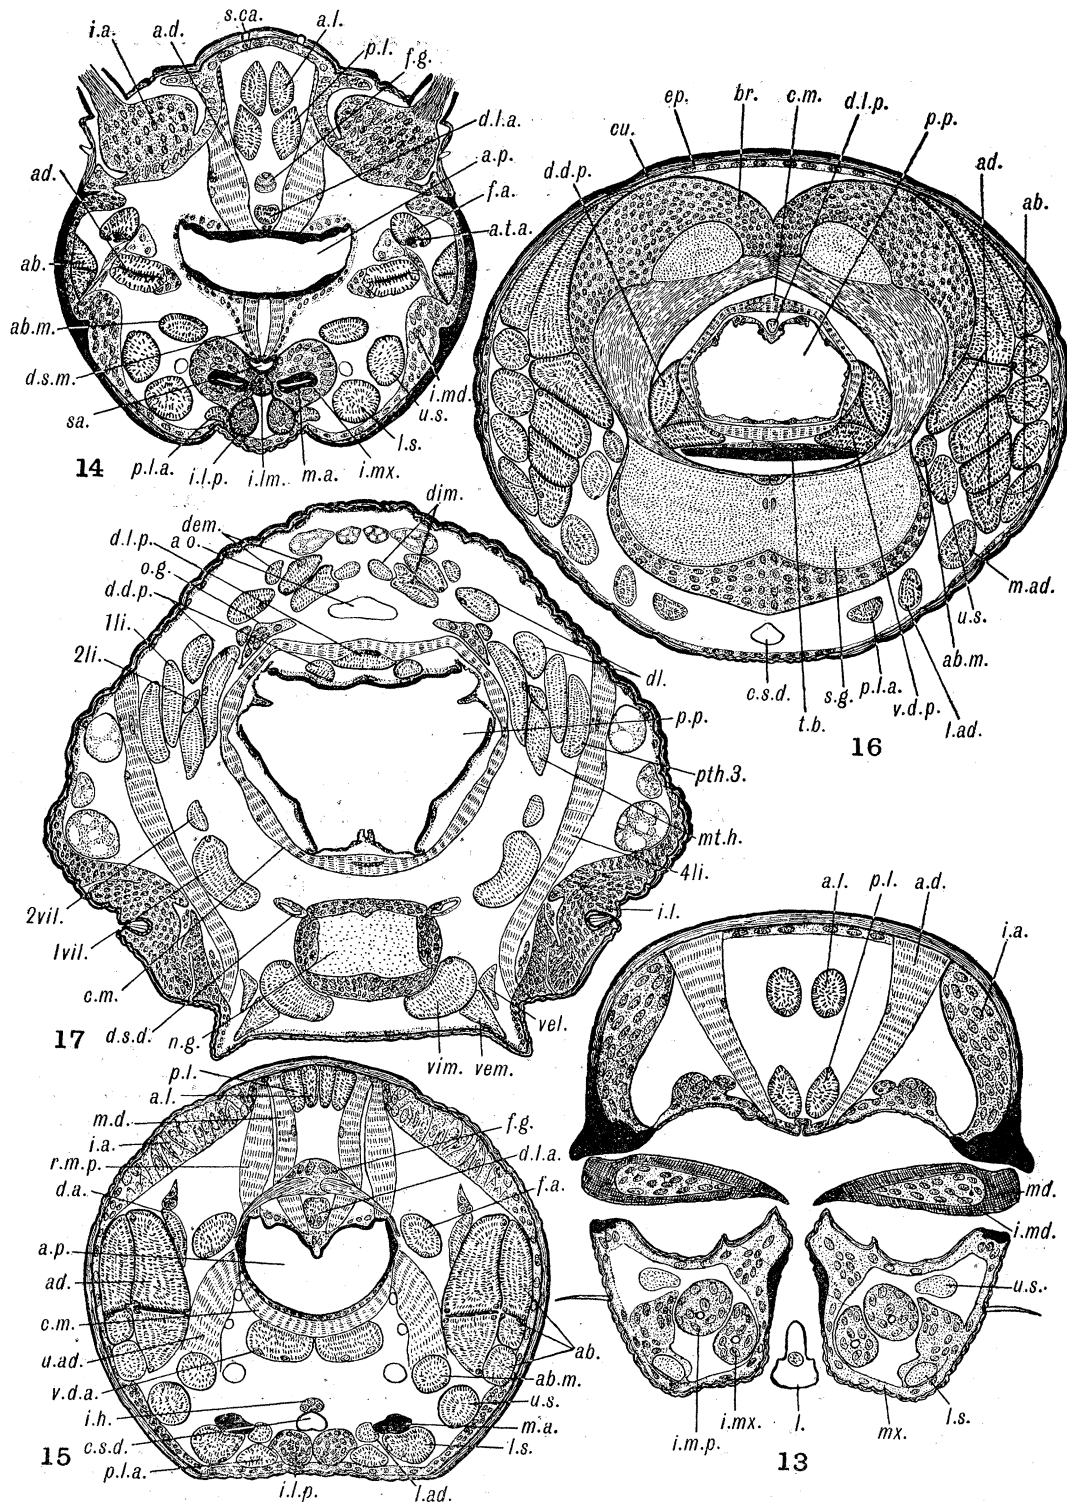 s.ca.
i.a. a.d. a.l.
p.l.
f.g.
d.l.a.
a.p.
f.a.
a.t.a.
ad.
ab.
ab.m.
d.s.m.
sa.
p.l.a. i.l.p. i.lm. m.a. i.mx.
l.s.
u.s.
i.md.
14
ep. br. c.m. d.l.p. p.p.
cu.
d.d.p.
ad.
ab.
m.ad.
u.s.
ab.m.
l.ad.
v.d.p.
p.l.a.
s.g.
t.b.
c.s.d.
16
dim.
dem.
a o.
d.l.p.
o.g.
d.d.p.
1li.
2li.
dl.
p.p.
pth.3.
mt.h.
4li.
i.l.
2vil.
1vil.
c.m.
d.s.d.
n.g.
vim. vem.
vel.
17
p.l.
a.l.
m.d.
i.a.
r.m.p.
d.a.
a.p.
ad.
c.m.
u.ad.
v.d.a.
i.h.
c.s.d.
p.l.a.
i.l.p.
f.g.
d.l.a.
f.a.
ab.
ab.m.
u.s.
m.a.
l.s.
l.ad.
15
a.l. p.l. a.d.
i.a.
md.
i.md.
u.s.
l.s.
mx.
l.
i.mx.
i.m.p.
13